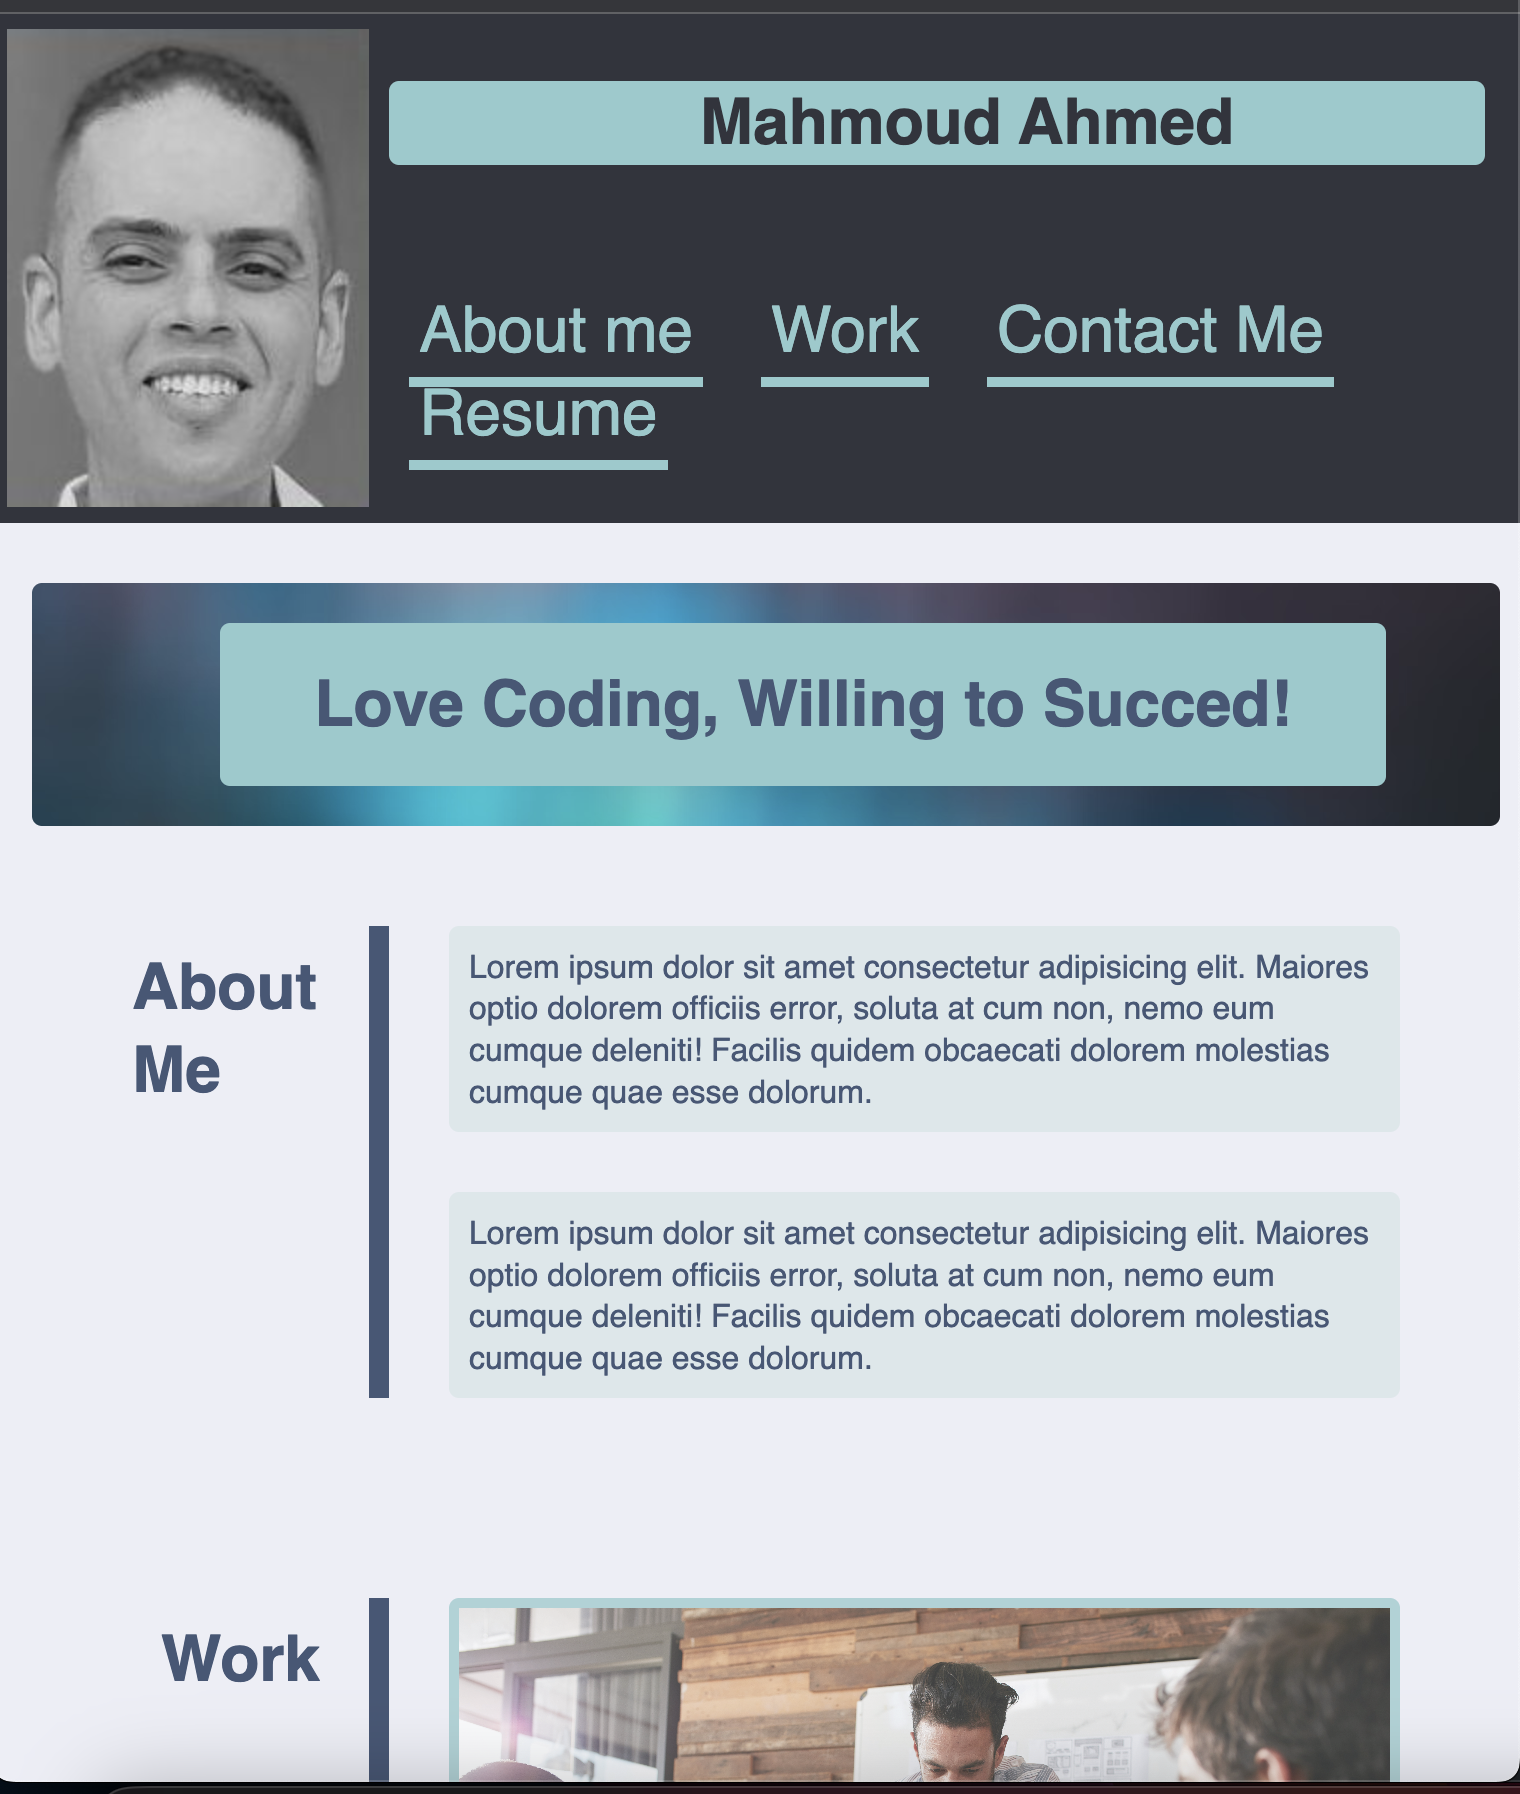 Mahmoud Ahmed
About me Work Contact Me
Resume
Love Coding, Willing to Succed!
About
Me
Lorem ipsum dolor sit amet consectetur adipisicing elit. Maiores
optio dolorem officiis error, soluta at cum non, nemo eum
cumque deleniti! Facilis quidem obcaecati dolorem molestias
cumque quae esse dolorum.
Lorem ipsum dolor sit amet consectetur adipisicing elit. Maiores
optio dolorem officiis error, soluta at cum non, nemo eum
cumque deleniti! Facilis quidem obcaecati dolorem molestias
cumque quae esse dolorum.
Work